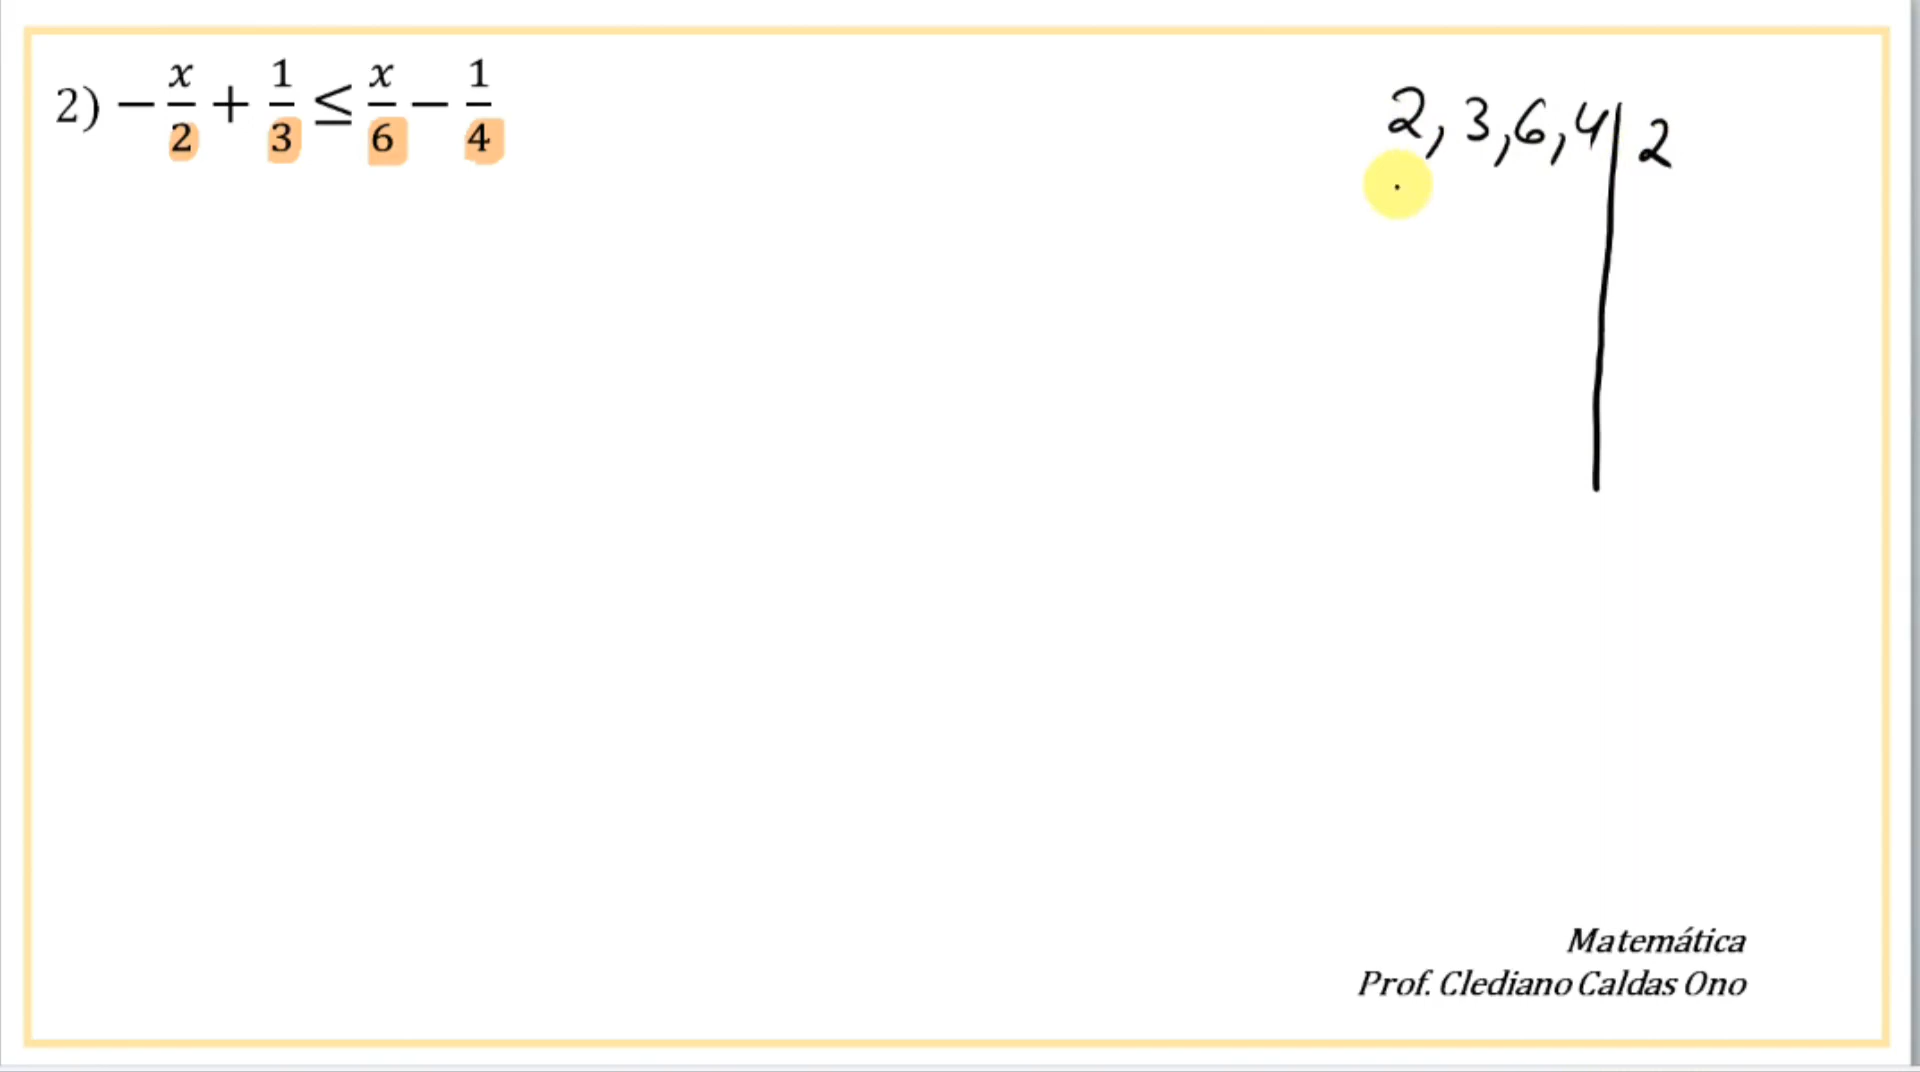 2) −x/2 + 1/3 ≤ x/6 − 1/4
2, 3, 6, 4 | 2
Matemática
Prof. Clediano Caldas Ono